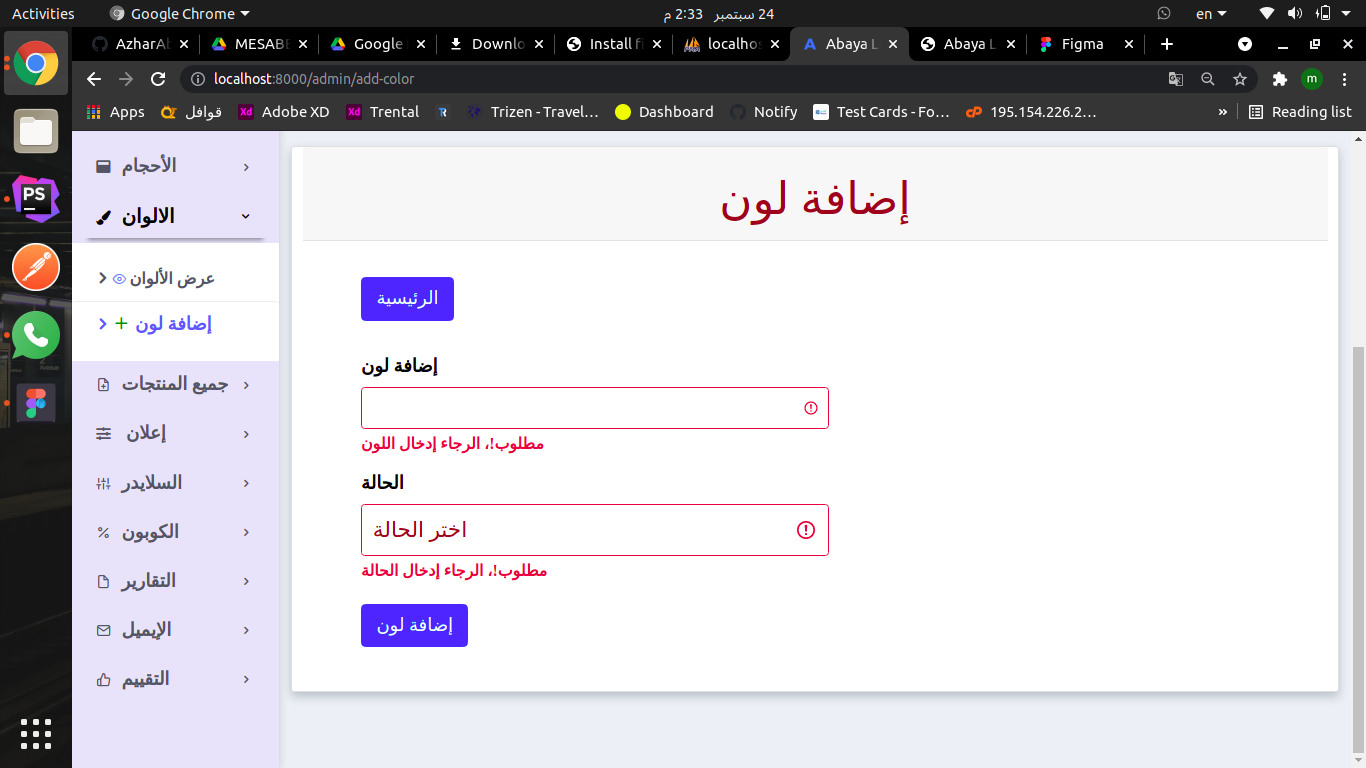 Activities
Google Chrome
24 سبتمبر 2:33 م
en
AzharA
MESABE
Google
Downlo
Install f
localhos
Abaya L
Abaya L
Figma
localhost:8000/admin/add-color
m
Apps
قوافل
Adobe XD
Trental
Trizen - Travel...
Dashboard
Notify
Test Cards - Fo...
195.154.226.2...
»
Reading list
PS
الأحجام
الالوان
عرض الألوان
إضافة لون
جميع المنتجات
إعلان
السلايدر
الكوبون
التقارير
الإيميل
التقييم
إضافة لون
الرئيسية
إضافة لون
مطلوب!، الرجاء إدخال اللون
الحالة
اختر الحالة
مطلوب!، الرجاء إدخال الحالة
إضافة لون